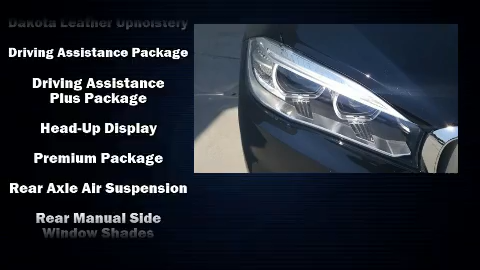 Dakota Leather Upholstery
Driving Assistance Package
Driving Assistance
Plus Package
Head-Up Display
Premium Package
Rear Axle Air Suspension
Rear Manual Side
Window Shades